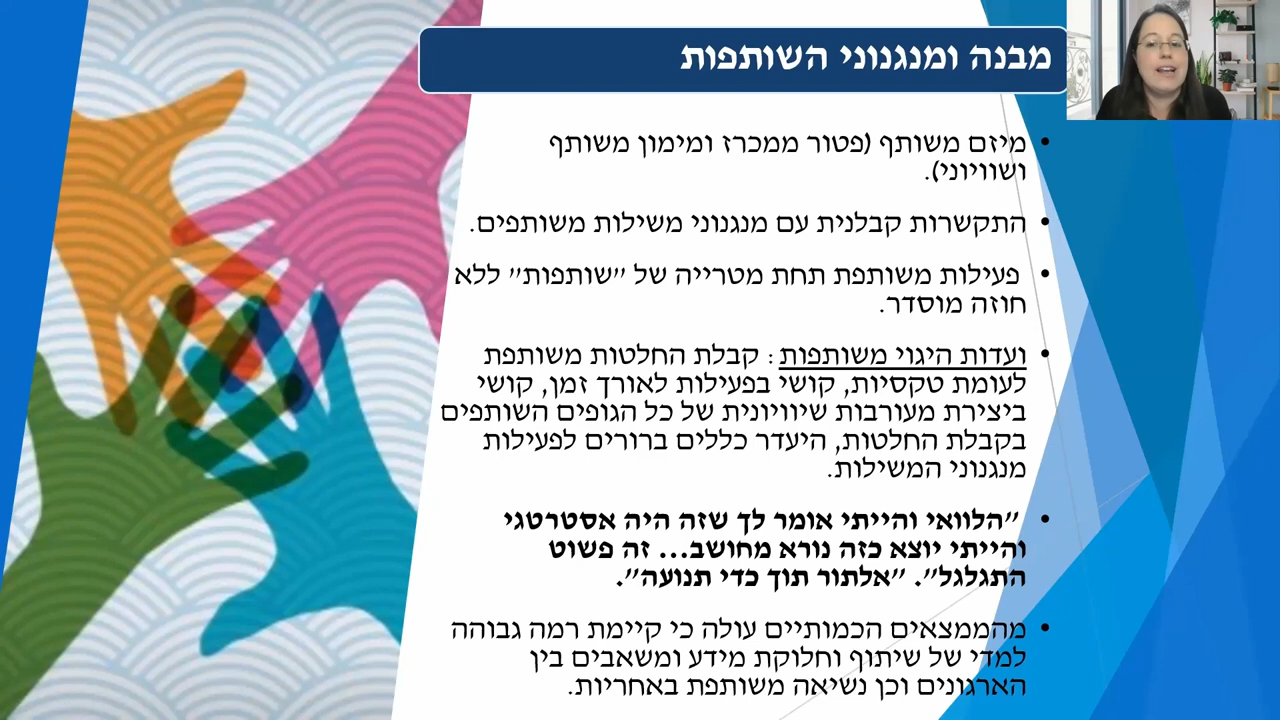 מבנה ומנגנוני השותפות
• מיזם משותף (פטור ממכרז ומימון משותף
ושוויוני).
• התקשרות קבלנית עם מנגנוני משילות משותפים.
• פעילות משותפת תחת מטרייה של "שותפות" ללא
חוזה מוסדר.
• ועדות היגוי משותפות: קבלת החלטות משותפת
לעומת טקסיות, קושי בפעילות לאורך זמן, קושי
ביצירת מעורבות שיוויונית של כל הגופים השותפים
בקבלת החלטות, היעדר כללים ברורים לפעילות
מנגנוני המשילות.
• "הלוואי והייתי אומר לך שזה היה אסטרטגי
והייתי יוצא כזה נורא מחושב... זה פשוט
התגלגל". "אלתור תוך כדי תנועה".
• מהממצאים הכמותיים עולה כי קיימת רמה גבוהה
למדי של שיתוף וחלוקת מידע ומשאבים בין
הארגונים וכן נשיאה משותפת באחריות.